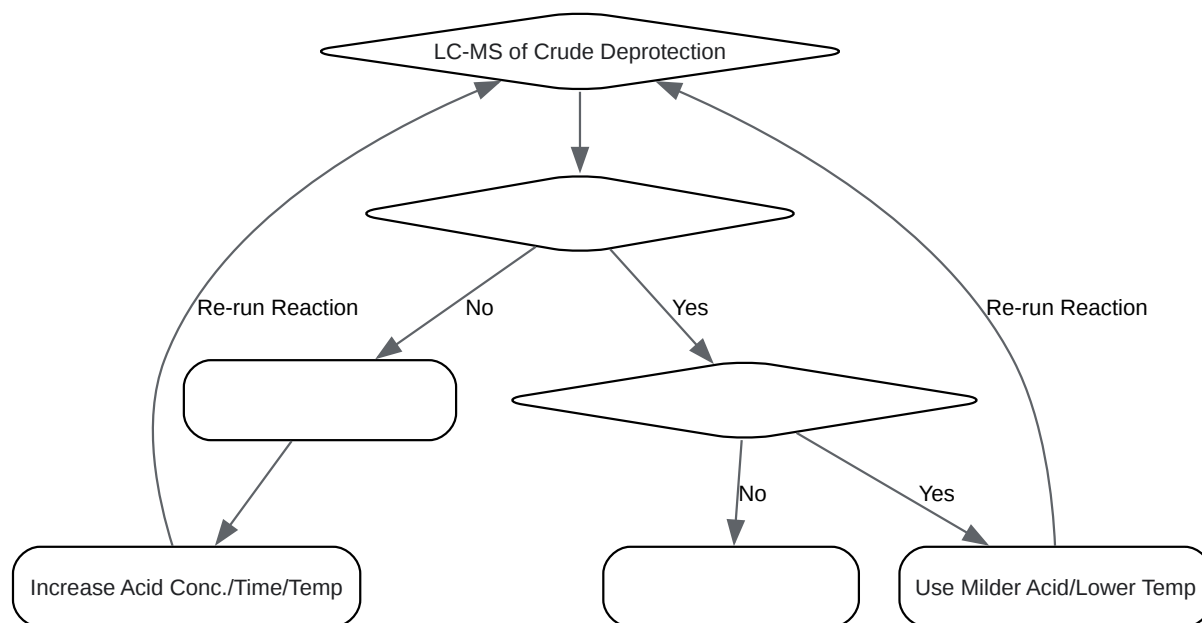 LC-MS of Crude Deprotection
Re-run Reaction
No
Yes
Re-run Reaction
No
Yes
Increase Acid Conc./Time/Temp
Use Milder Acid/Lower Temp